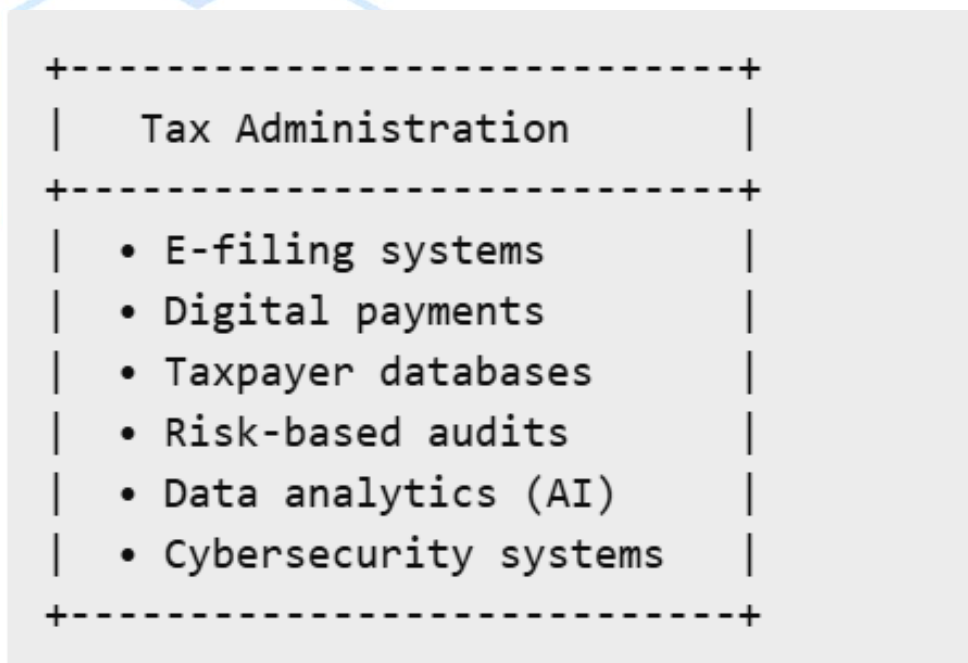 +----------------------------+
|   Tax Administration       |
+----------------------------+
|  • E-filing systems        |
|  • Digital payments        |
|  • Taxpayer databases      |
|  • Risk-based audits       |
|  • Data analytics (AI)     |
|  • Cybersecurity systems   |
+----------------------------+